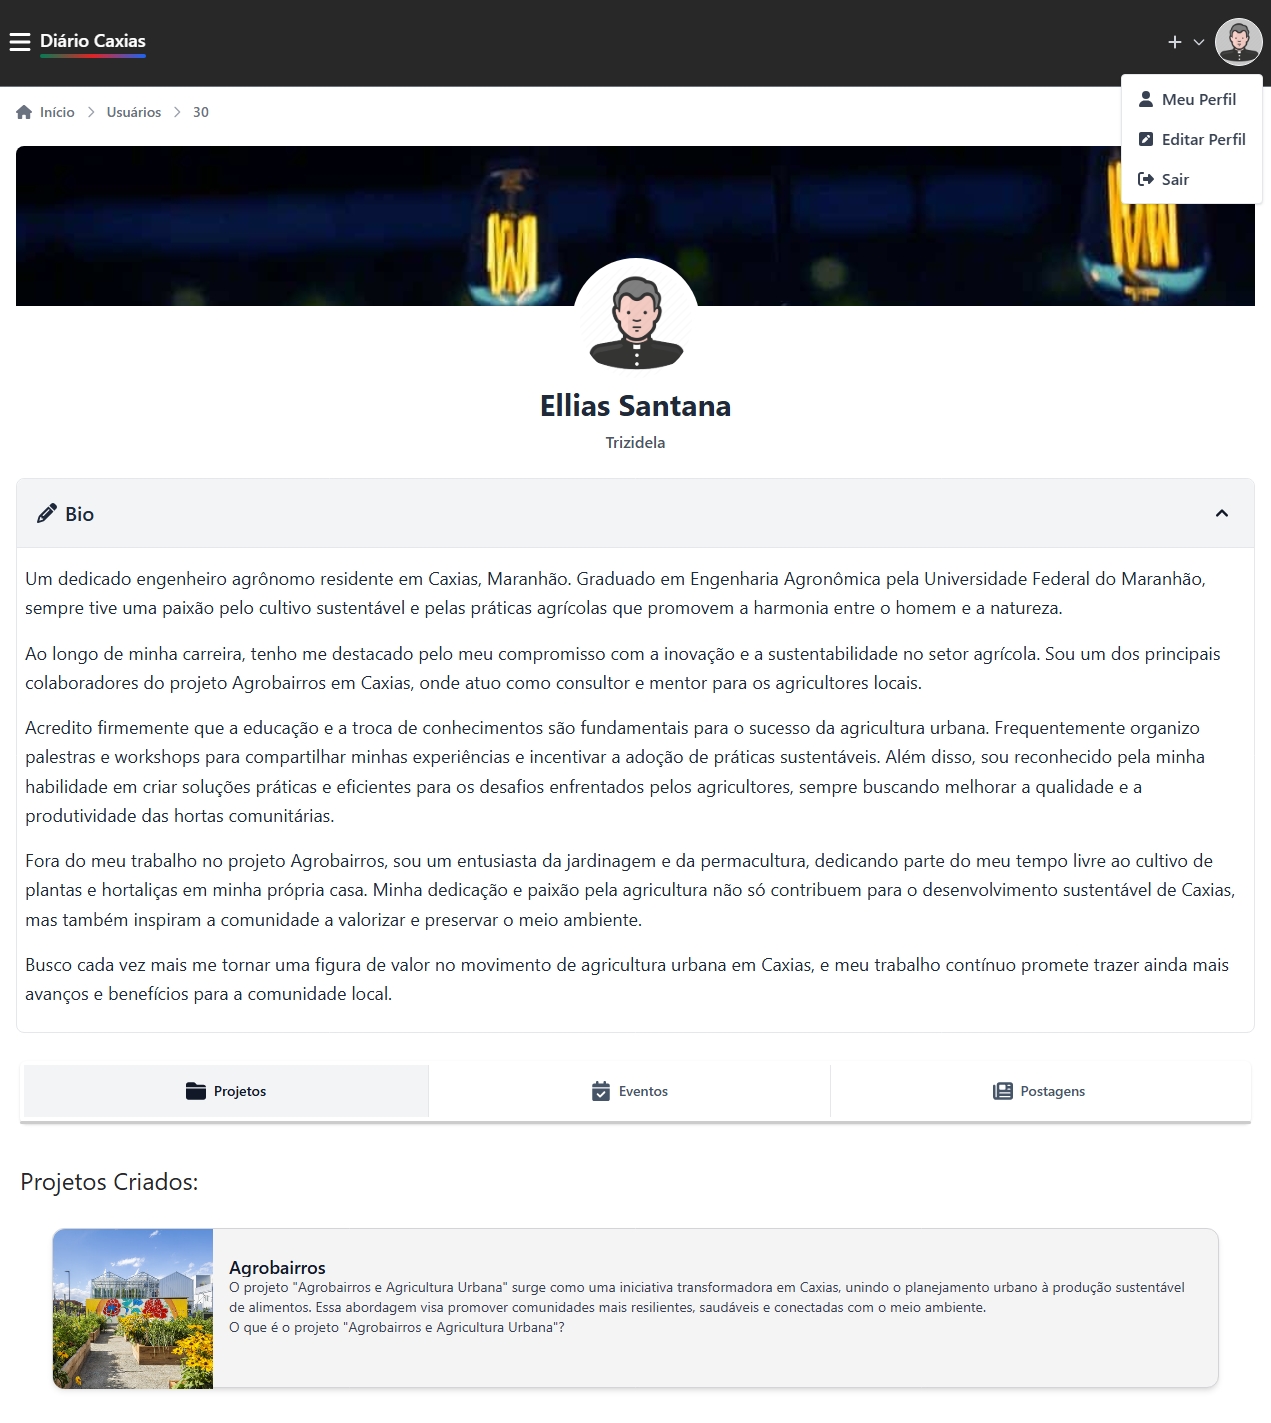 Diário Caxias
Meu Perfil
Editar Perfil
Sair
Início
Usuários
30
Ellias Santana
Trizidela
Bio
Um dedicado engenheiro agrônomo residente em Caxias, Maranhão. Graduado em Engenharia Agronômica pela Universidade Federal do Maranhão,
sempre tive uma paixão pelo cultivo sustentável e pelas práticas agrícolas que promovem a harmonia entre o homem e a natureza.
Ao longo de minha carreira, tenho me destacado pelo meu compromisso com a inovação e a sustentabilidade no setor agrícola. Sou um dos principais
colaboradores do projeto Agrobairros em Caxias, onde atuo como consultor e mentor para os agricultores locais.
Acredito firmemente que a educação e a troca de conhecimentos são fundamentais para o sucesso da agricultura urbana. Frequentemente organizo
palestras e workshops para compartilhar minhas experiências e incentivar a adoção de práticas sustentáveis. Além disso, sou reconhecido pela minha
habilidade em criar soluções práticas e eficientes para os desafios enfrentados pelos agricultores, sempre buscando melhorar a qualidade e a
produtividade das hortas comunitárias.
Fora do meu trabalho no projeto Agrobairros, sou um entusiasta da jardinagem e da permacultura, dedicando parte do meu tempo livre ao cultivo de
plantas e hortaliças em minha própria casa. Minha dedicação e paixão pela agricultura não só contribuem para o desenvolvimento sustentável de Caxias,
mas também inspiram a comunidade a valorizar e preservar o meio ambiente.
Busco cada vez mais me tornar uma figura de valor no movimento de agricultura urbana em Caxias, e meu trabalho contínuo promete trazer ainda mais
avanços e benefícios para a comunidade local.
Projetos
Eventos
Postagens
Projetos Criados:
Agrobairros
O projeto "Agrobairros e Agricultura Urbana" surge como uma iniciativa transformadora em Caxias, unindo o planejamento urbano à produção sustentável
de alimentos. Essa abordagem visa promover comunidades mais resilientes, saudáveis e conectadas com o meio ambiente.
O que é o projeto "Agrobairros e Agricultura Urbana"?